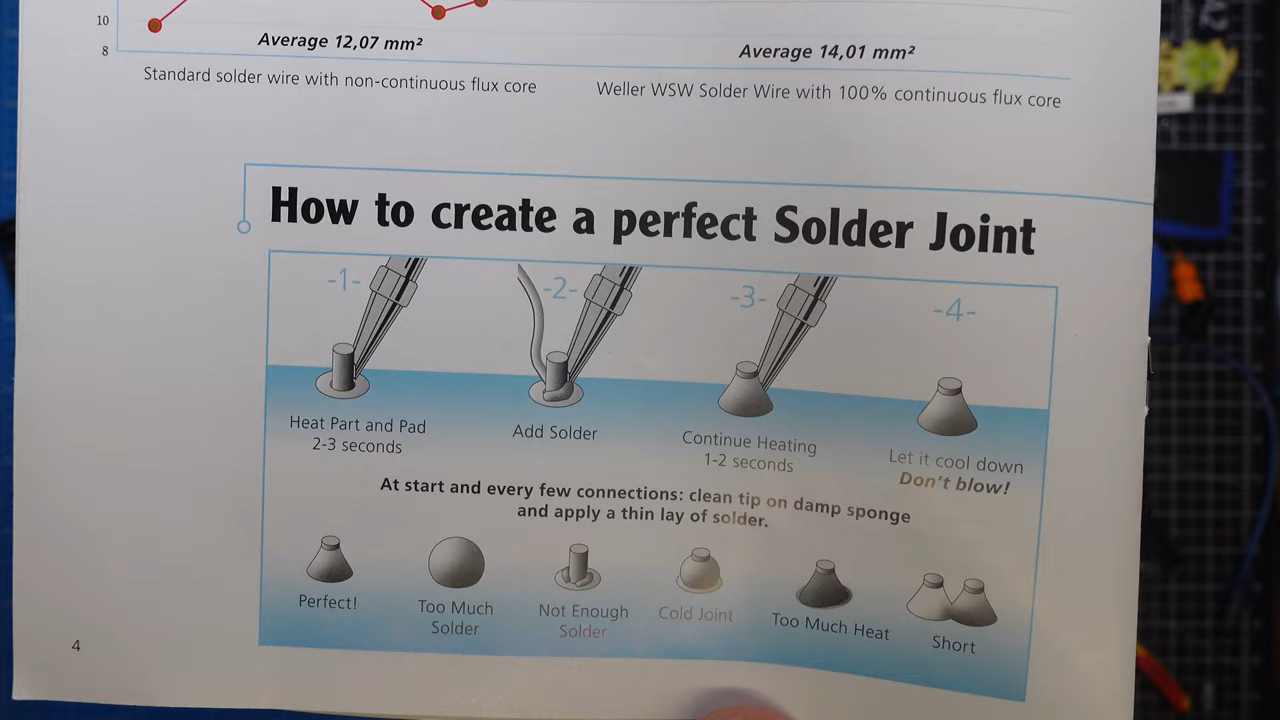 10
8
Average 12,07 mm²
Average 14,01 mm²
Standard solder wire with non-continuous flux core
Weller WSW Solder Wire with 100% continuous flux core
How to create a perfect Solder Joint
-1-
-2-
-3-
-4-
Heat Part and Pad
2-3 seconds
Add Solder
Continue Heating
1-2 seconds
Let it cool down
Don't blow!
At start and every few connections: clean tip on damp sponge
and apply a thin lay of solder.
Perfect!
Too Much
Solder
Not Enough
Solder
Cold Joint
Too Much Heat
Short
4